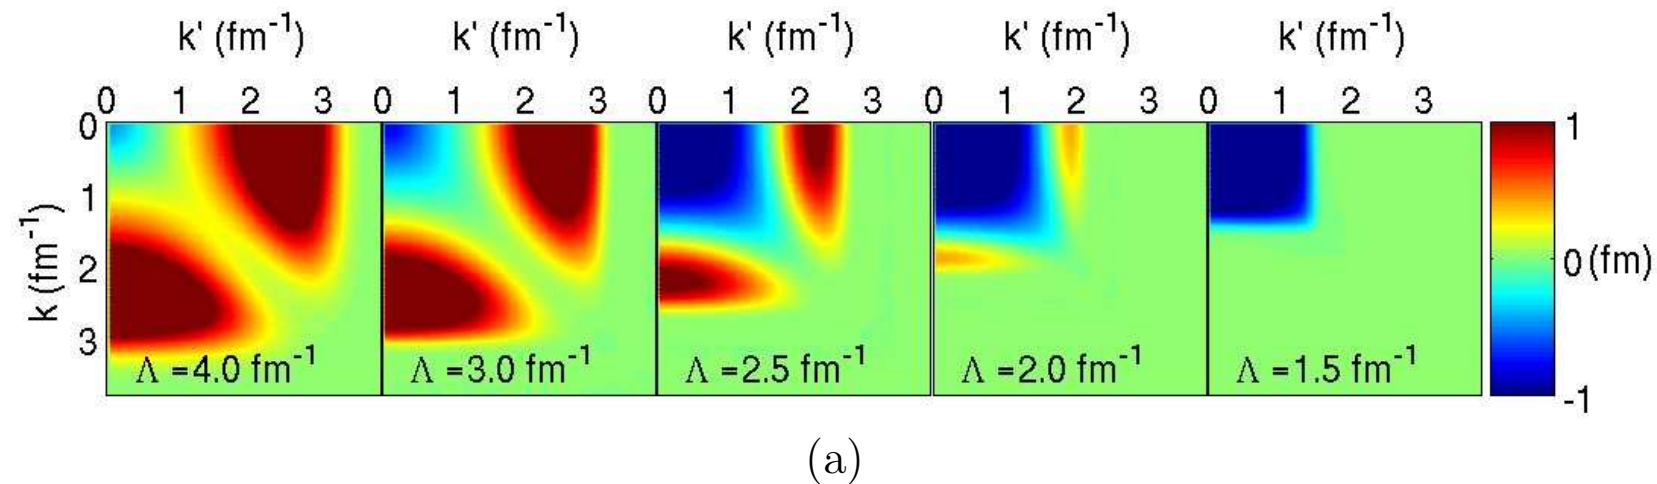 k' (fm⁻¹) k' (fm⁻¹) k' (fm⁻¹) k' (fm⁻¹) k' (fm⁻¹)
0 1 2 3 0 1 2 3 0 1 2 3 0 1 2 3 0 1 2 3
k (fm⁻¹)
0
1
2
3
Λ =4.0 fm⁻¹ Λ =3.0 fm⁻¹ Λ =2.5 fm⁻¹ Λ =2.0 fm⁻¹ Λ =1.5 fm⁻¹
1
0 (fm)
-1
(a)